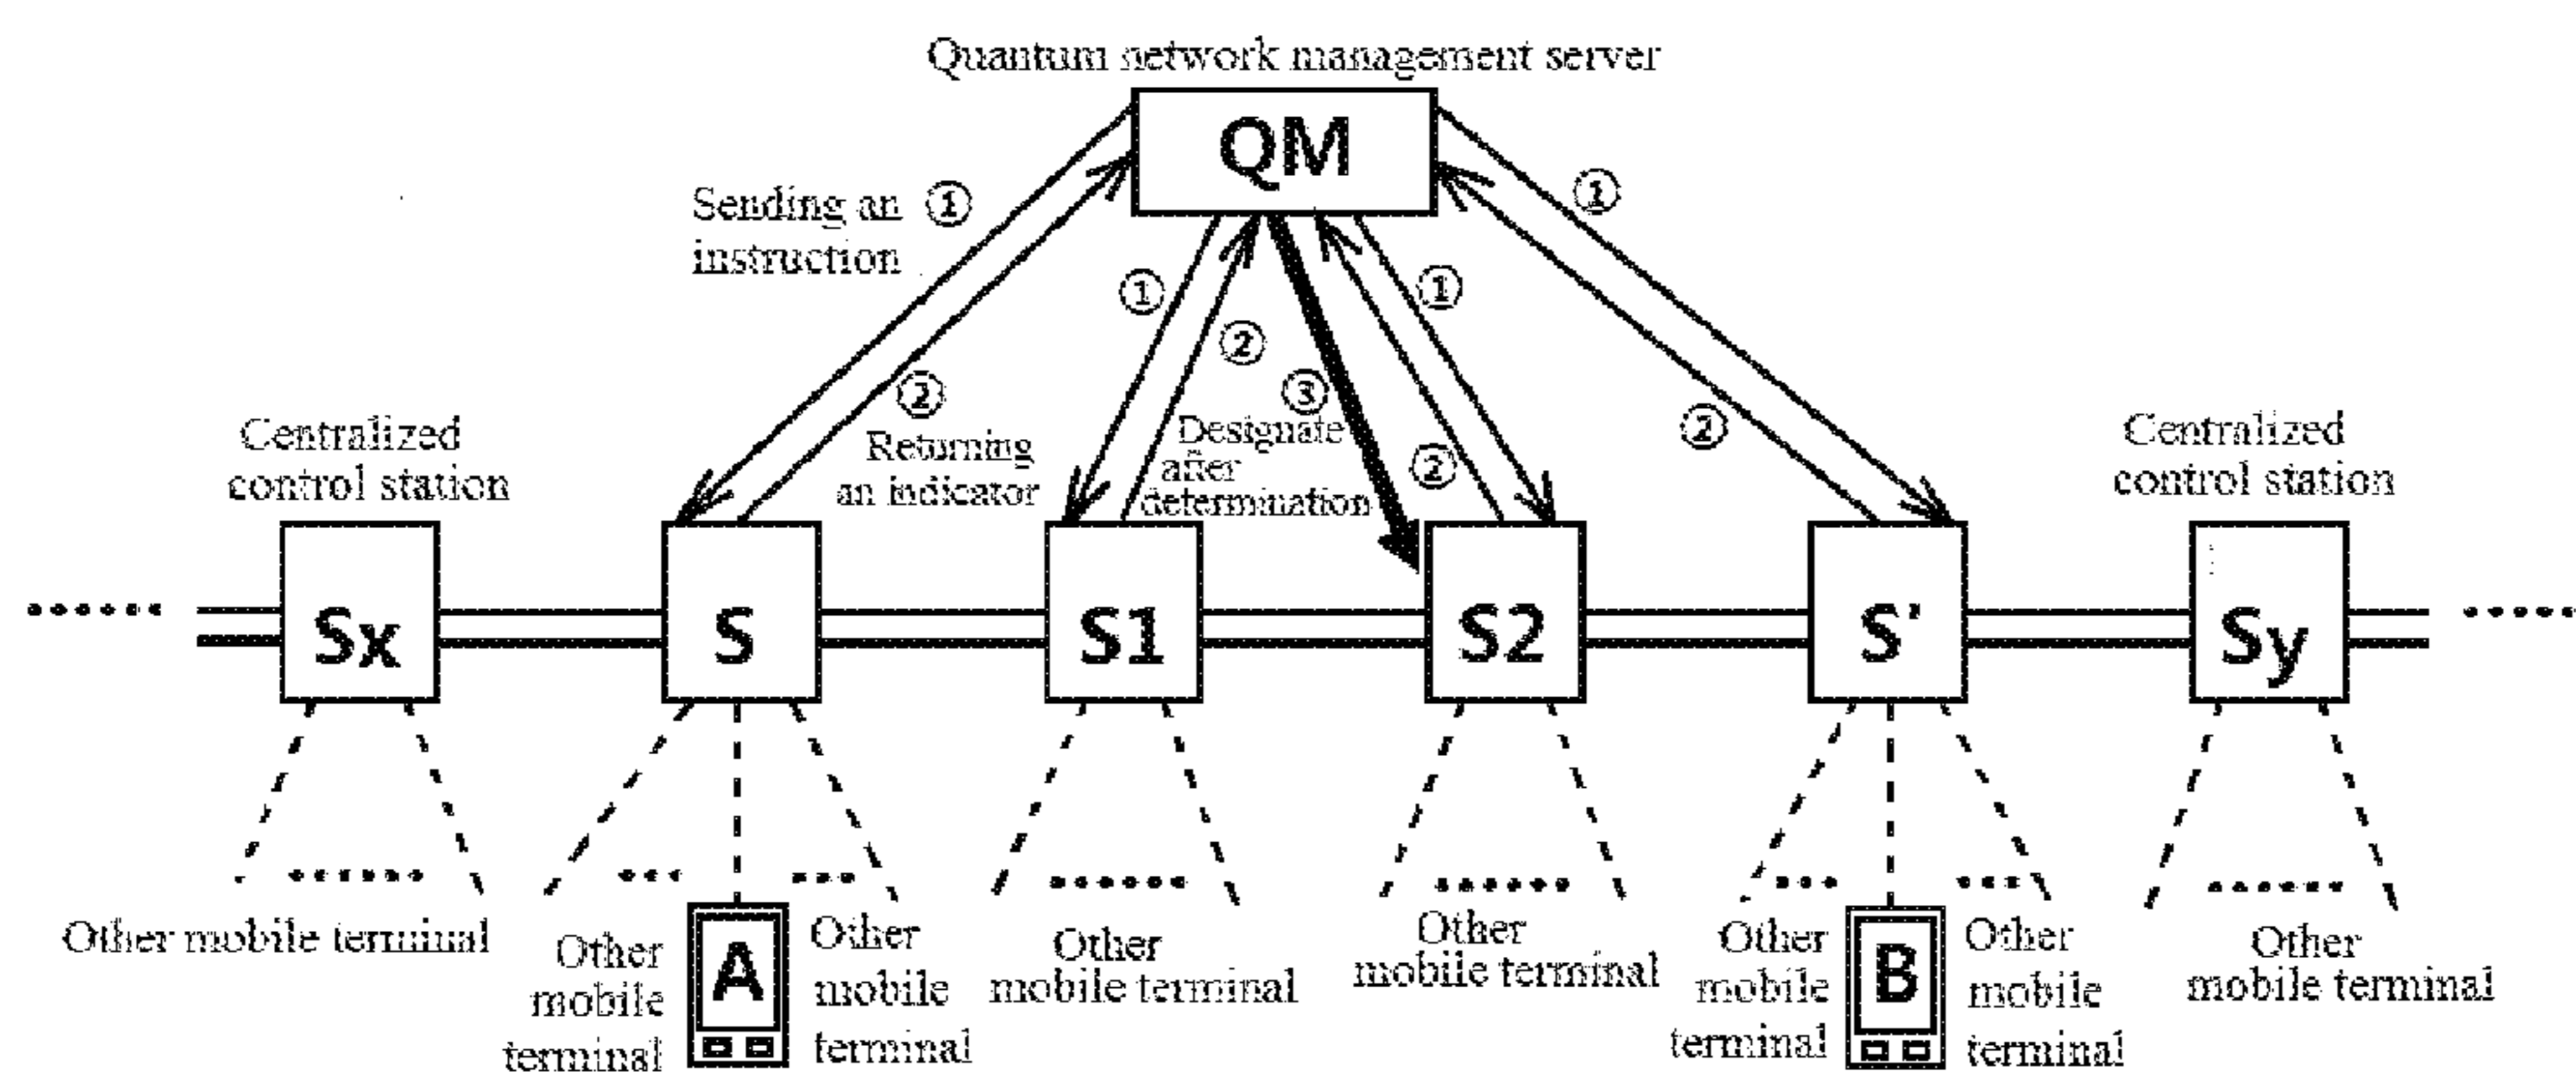 Quantum network management server
QM
Sending an ①
instruction
①
①
①
②
②
②
②
③
Returning
an indicator
Designate
after
determination
Centralized
control station
Centralized
control station
Sx
S
S1
S2
S'
Sy
Other mobile terminal
Other
mobile
terminal
A
Other
mobile
terminal
Other
mobile terminal
Other
mobile terminal
Other
mobile
terminal
B
Other
mobile
terminal
Other
mobile terminal